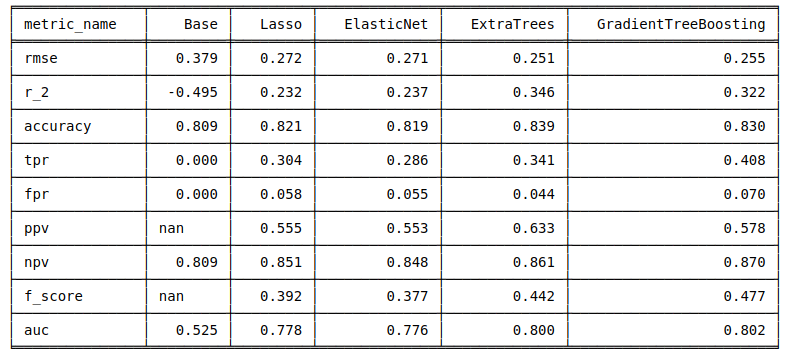 metric_name Base Lasso ElasticNet ExtraTrees GradientTreeBoosting
rmse 0.379 0.272 0.271 0.251 0.255
r_2 -0.495 0.232 0.237 0.346 0.322
accuracy 0.809 0.821 0.819 0.839 0.830
tpr 0.000 0.304 0.286 0.341 0.408
fpr 0.000 0.058 0.055 0.044 0.070
ppv nan 0.555 0.553 0.633 0.578
npv 0.809 0.851 0.848 0.861 0.870
f_score nan 0.392 0.377 0.442 0.477
auc 0.525 0.778 0.776 0.800 0.802